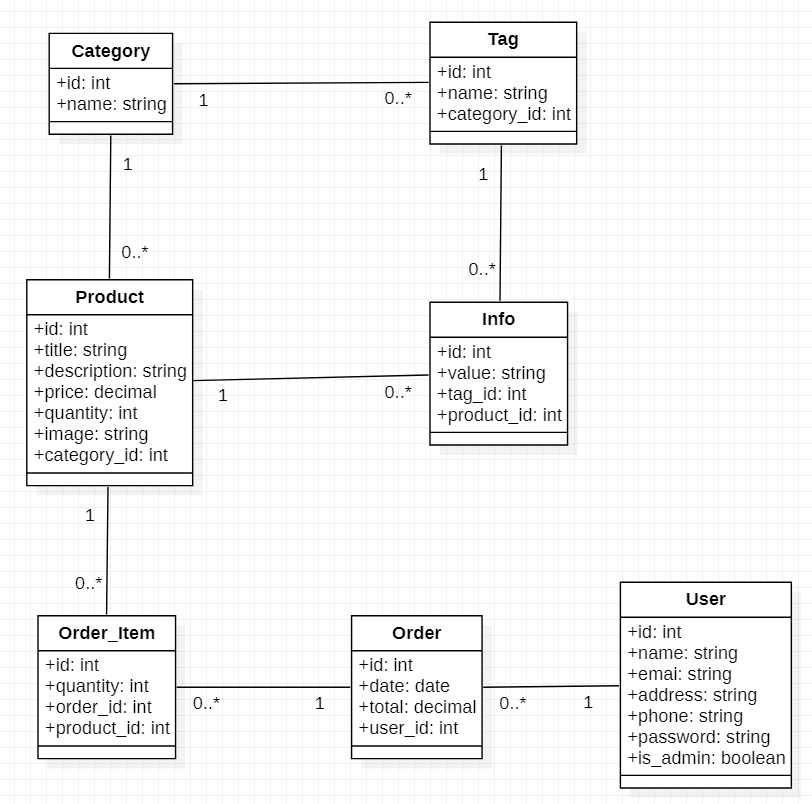 Category
+id: int
+name: string
Tag
+id: int
+name: string
+category_id: int
1
0..*
1
0..*
1
0..*
Product
+id: int
+title: string
+description: string
+price: decimal
+quantity: int
+image: string
+category_id: int
Info
+id: int
+value: string
+tag_id: int
+product_id: int
1
0..*
1
0..*
Order_Item
+id: int
+quantity: int
+order_id: int
+product_id: int
0..*
1
Order
+id: int
+date: date
+total: decimal
+user_id: int
0..*
1
User
+id: int
+name: string
+emai: string
+address: string
+phone: string
+password: string
+is_admin: boolean